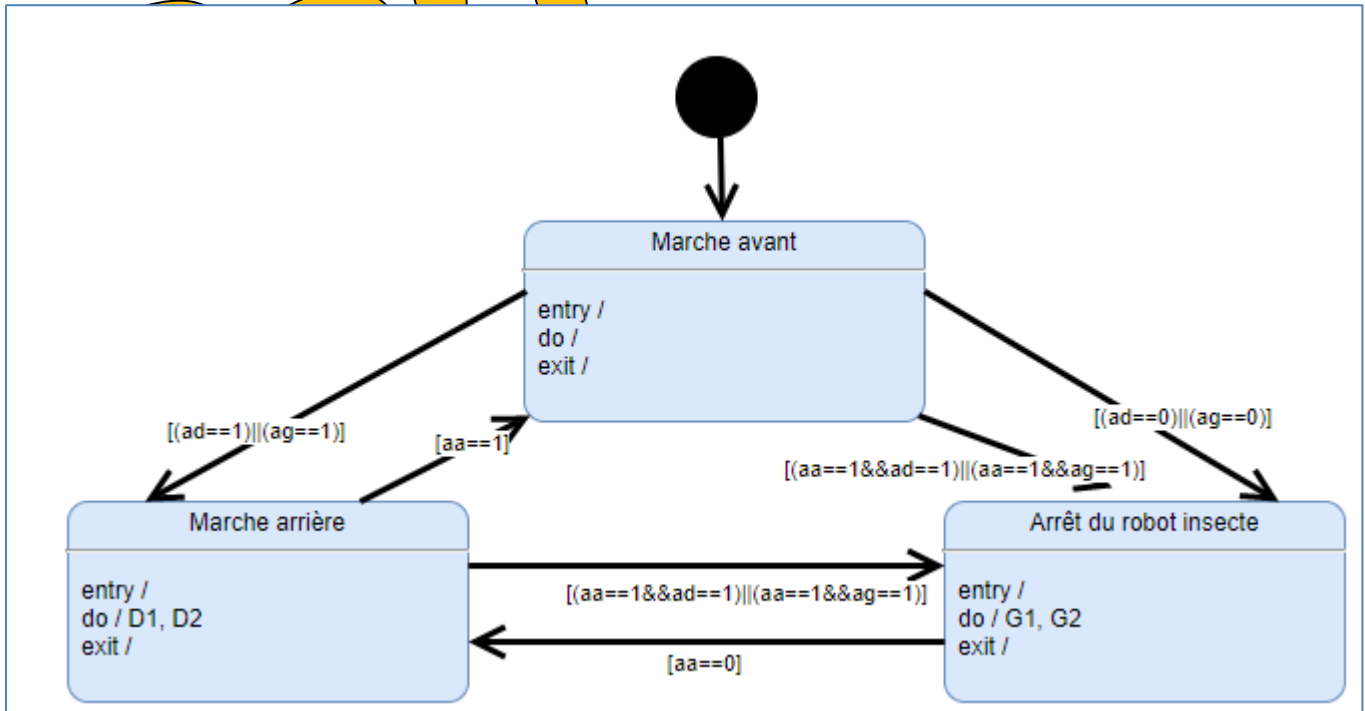 Marche avant
entry /
do /
exit /
[(ad==1)||(ag==1)]
[aa==1]
[(ad==0)||(ag==0)]
[(aa==1&&ad==1)||(aa==1&&ag==1)]
Marche arrière
entry /
do / D1, D2
exit /
[(aa==1&&ad==1)||(aa==1&&ag==1)]
[aa==0]
Arrêt du robot insecte
entry /
do / G1, G2
exit /